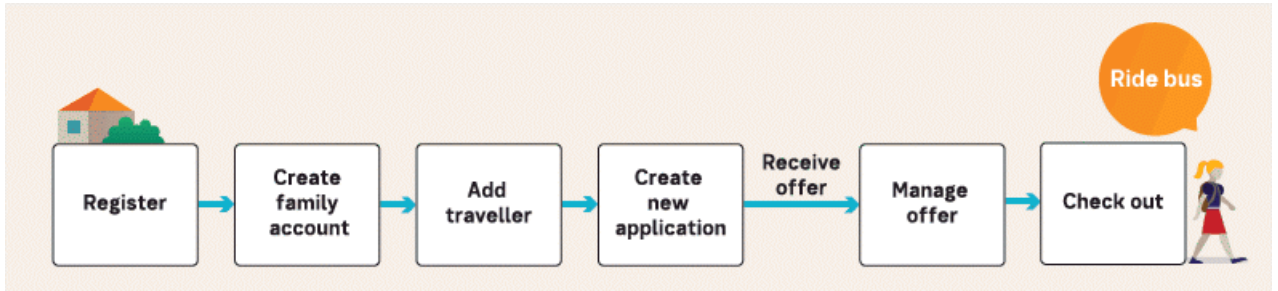 Ride bus
Register
Create
family
account
Add
traveller
Create
new
application
Receive
offer
Manage
offer
Check out